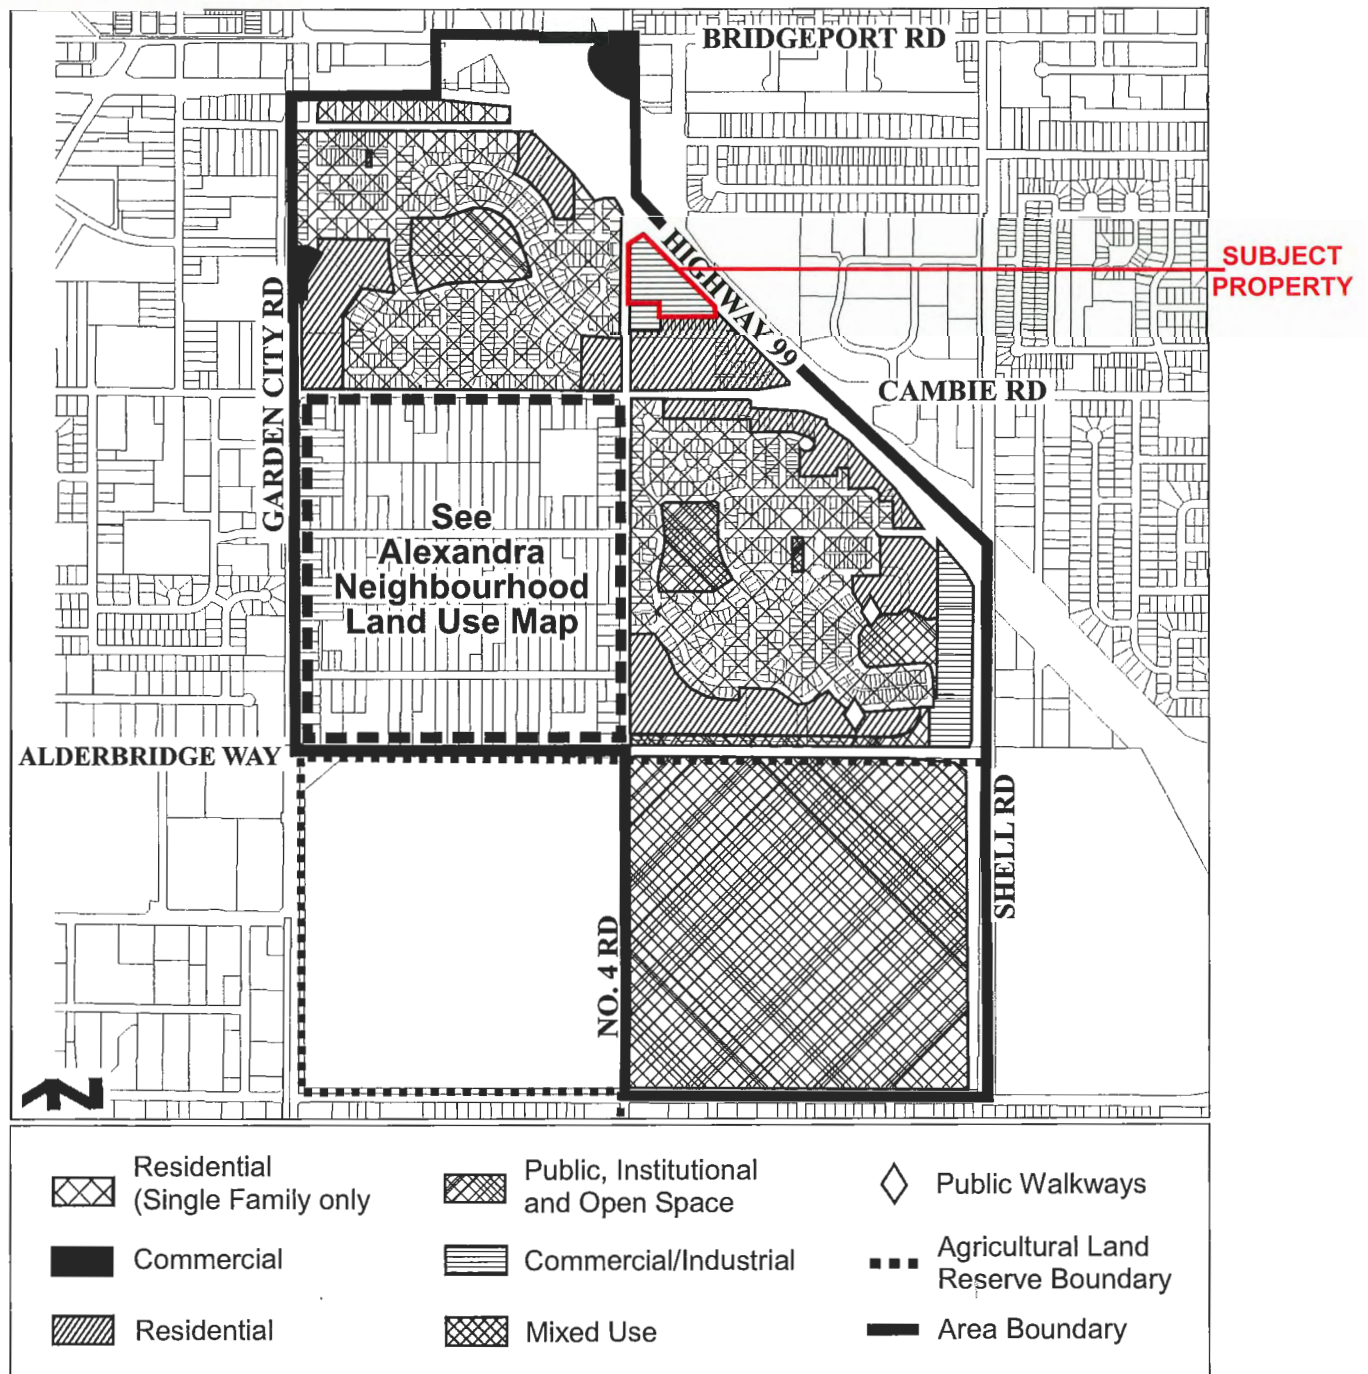 BRIDGEPORT RD
SUBJECT
PROPERTY
HIGHWAY 99
GARDEN CITY RD
CAMBIE RD
See
Alexandra
Neighbourhood
Land Use Map
ALDERBRIDGE WAY
SHELL RD
NO. 4 RD
N
Residential
(Single Family only
Public, Institutional
and Open Space
Public Walkways
Commercial
Commercial/Industrial
Agricultural Land
Reserve Boundary
Residential
Mixed Use
Area Boundary